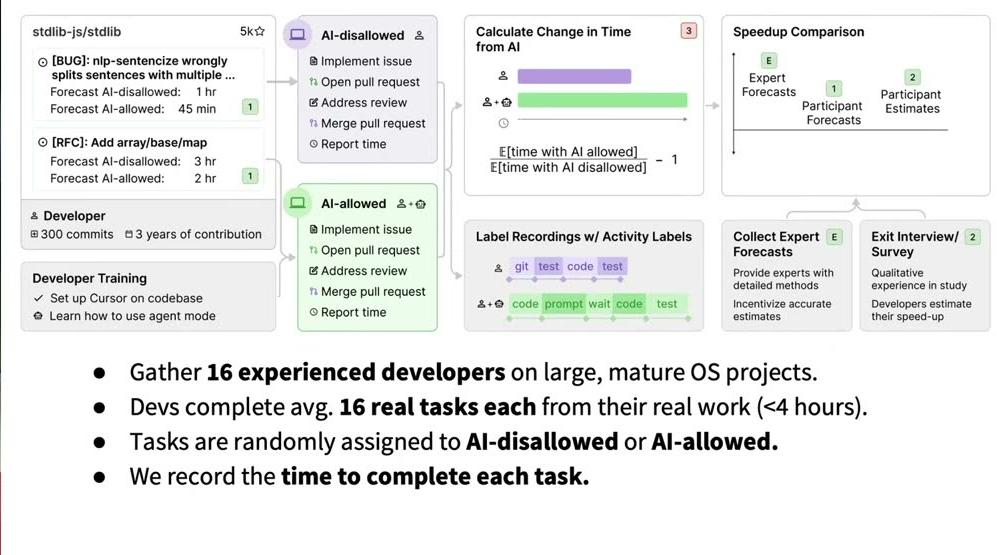 stdlib-js/stdlib 5k☆
[BUG]: nlp-sentencize wrongly
splits sentences with multiple ...
Forecast AI-disallowed: 1 hr
Forecast AI-allowed: 45 min 1
[RFC]: Add array/base/map
Forecast AI-disallowed: 3 hr
Forecast AI-allowed: 2 hr 1
Developer
300 commits 3 years of contribution
Developer Training
✓ Set up Cursor on codebase
Learn how to use agent mode
AI-disallowed
Implement issue
Open pull request
Address review
Merge pull request
Report time
AI-allowed +
Implement issue
Open pull request
Address review
Merge pull request
Report time
Calculate Change in Time 3
from AI
+
𝔼[time with AI allowed]
𝔼[time with AI disallowed] - 1
Label Recordings w/ Activity Labels
git test code test
+ code prompt wait code test
Speedup Comparison
E
Expert
Forecasts
1
Participant
Forecasts
2
Participant
Estimates
Collect Expert E
Forecasts
Provide experts with
detailed methods
Incentivize accurate
estimates
Exit Interview/ 2
Survey
Qualitative
experience in study
Developers estimate
their speed-up
● Gather 16 experienced developers on large, mature OS projects.
● Devs complete avg. 16 real tasks each from their real work (<4 hours).
● Tasks are randomly assigned to AI-disallowed or AI-allowed.
● We record the time to complete each task.